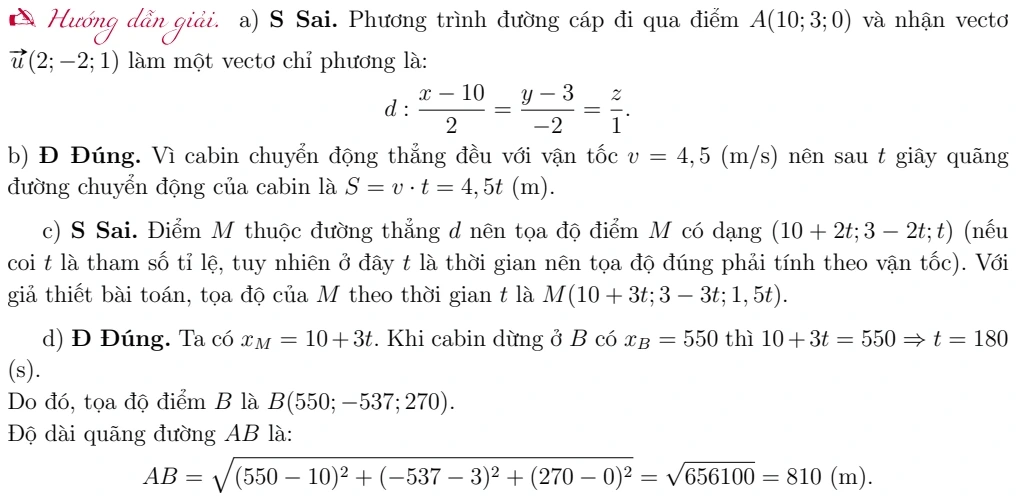 Hướng dẫn giải. a) S Sai. Phương trình đường cáp đi qua điểm A(10; 3; 0) và nhận vectơ
$\overrightarrow{u}$(2; −2; 1) làm một vectơ chỉ phương là:
$d : \frac{x-10}{2} = \frac{y-3}{-2} = \frac{z}{1}.$
b) Đ Đúng. Vì cabin chuyển động thẳng đều với vận tốc v = 4, 5 (m/s) nên sau t giây quãng
đường chuyển động của cabin là S = v · t = 4, 5t (m).
c) S Sai. Điểm M thuộc đường thẳng d nên tọa độ điểm M có dạng (10 + 2t; 3 − 2t; t) (nếu
coi t là tham số tỉ lệ, tuy nhiên ở đây t là thời gian nên tọa độ đúng phải tính theo vận tốc). Với
giả thiết bài toán, tọa độ của M theo thời gian t là M(10 + 3t; 3 − 3t; 1, 5t).
d) Đ Đúng. Ta có $x_M$ = 10 + 3t. Khi cabin dừng ở B có $x_B$ = 550 thì 10 + 3t = 550 ⇒ t = 180
(s).
Do đó, tọa độ điểm B là B(550; −537; 270).
Độ dài quãng đường AB là:
$AB = \sqrt{(550-10)^2 + (-537-3)^2 + (270-0)^2} = \sqrt{656100} = 810$ (m).